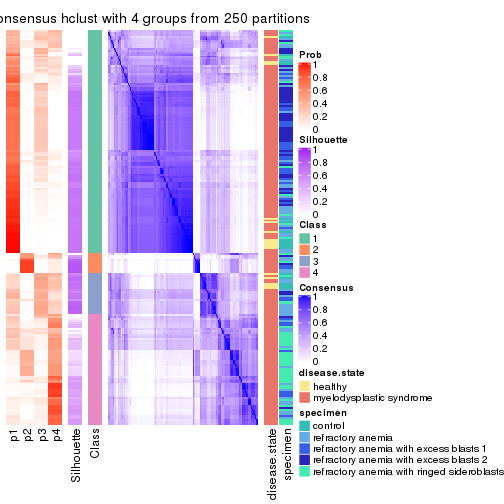 onsensus hclust with 4 groups from 250 partitions
Prob
1
0.8
0.6
0.4
0.2
0
Silhouette
1
0.8
0.6
0.4
0.2
0
Class
1
2
3
4
Consensus
1
0.8
0.6
0.4
0.2
0
disease.state
healthy
myelodysplastic syndrome
specimen
control
refractory anemia
refractory anemia with excess blasts 1
refractory anemia with excess blasts 2
refractory anemia with ringed sideroblasts
p1
p2
p3
p4
Silhouette
Class
disease.state
specimen